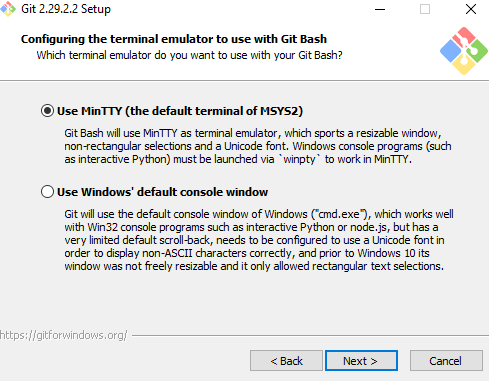 Git 2.29.2.2 Setup
Configuring the terminal emulator to use with Git Bash
Which terminal emulator do you want to use with your Git Bash?
Use MinTTY (the default terminal of MSYS2)
Git Bash will use MinTTY as terminal emulator, which sports a resizable window,
non-rectangular selections and a Unicode font. Windows console programs (such
as interactive Python) must be launched via `winpty` to work in MinTTY.
Use Windows' default console window
Git will use the default console window of Windows ("cmd.exe"), which works well
with Win32 console programs such as interactive Python or node.js, but has a
very limited default scroll-back, needs to be configured to use a Unicode font in
order to display non-ASCII characters correctly, and prior to Windows 10 its
window was not freely resizable and it only allowed rectangular text selections.
https://gitforwindows.org/
< Back
Next >
Cancel